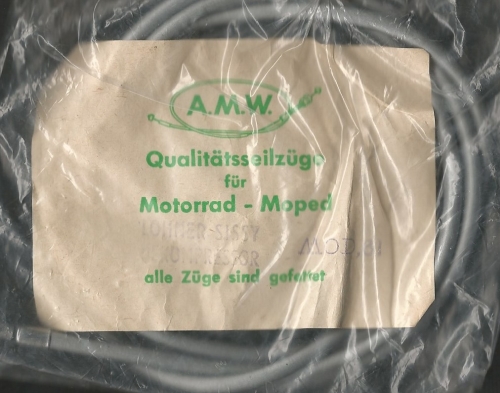 A.M.W.
Qualitätsseilzüge
für
Motorrad - Moped
alle Züge sind gefettet